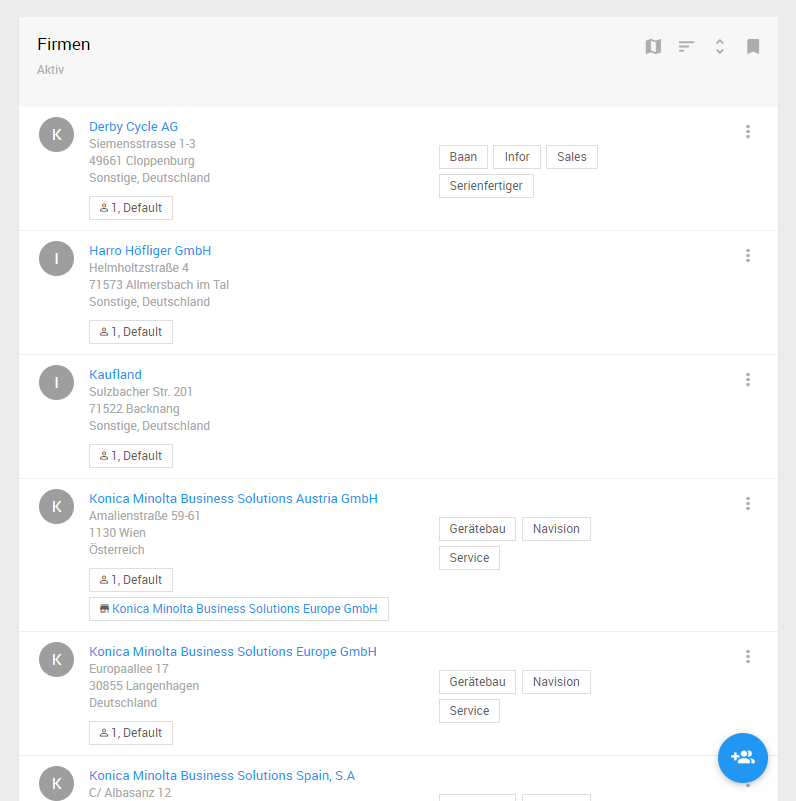 Firmen
Aktiv
K
Derby Cycle AG
Siemensstrasse 1-3
49661 Cloppenburg
Sonstige, Deutschland
1, Default
Baan Infor Sales
Serienfertiger
I
Harro Höfliger GmbH
Helmholtzstraße 4
71573 Allmersbach im Tal
Sonstige, Deutschland
1, Default
I
Kaufland
Sulzbacher Str. 201
71522 Backnang
Sonstige, Deutschland
1, Default
K
Konica Minolta Business Solutions Austria GmbH
Amalienstraße 59-61
1130 Wien
Österreich
1, Default
Konica Minolta Business Solutions Europe GmbH
Gerätebau Navision
Service
K
Konica Minolta Business Solutions Europe GmbH
Europaallee 17
30855 Langenhagen
Deutschland
1, Default
Gerätebau Navision
Service
K
Konica Minolta Business Solutions Spain, S.A
C/ Albasanz 12